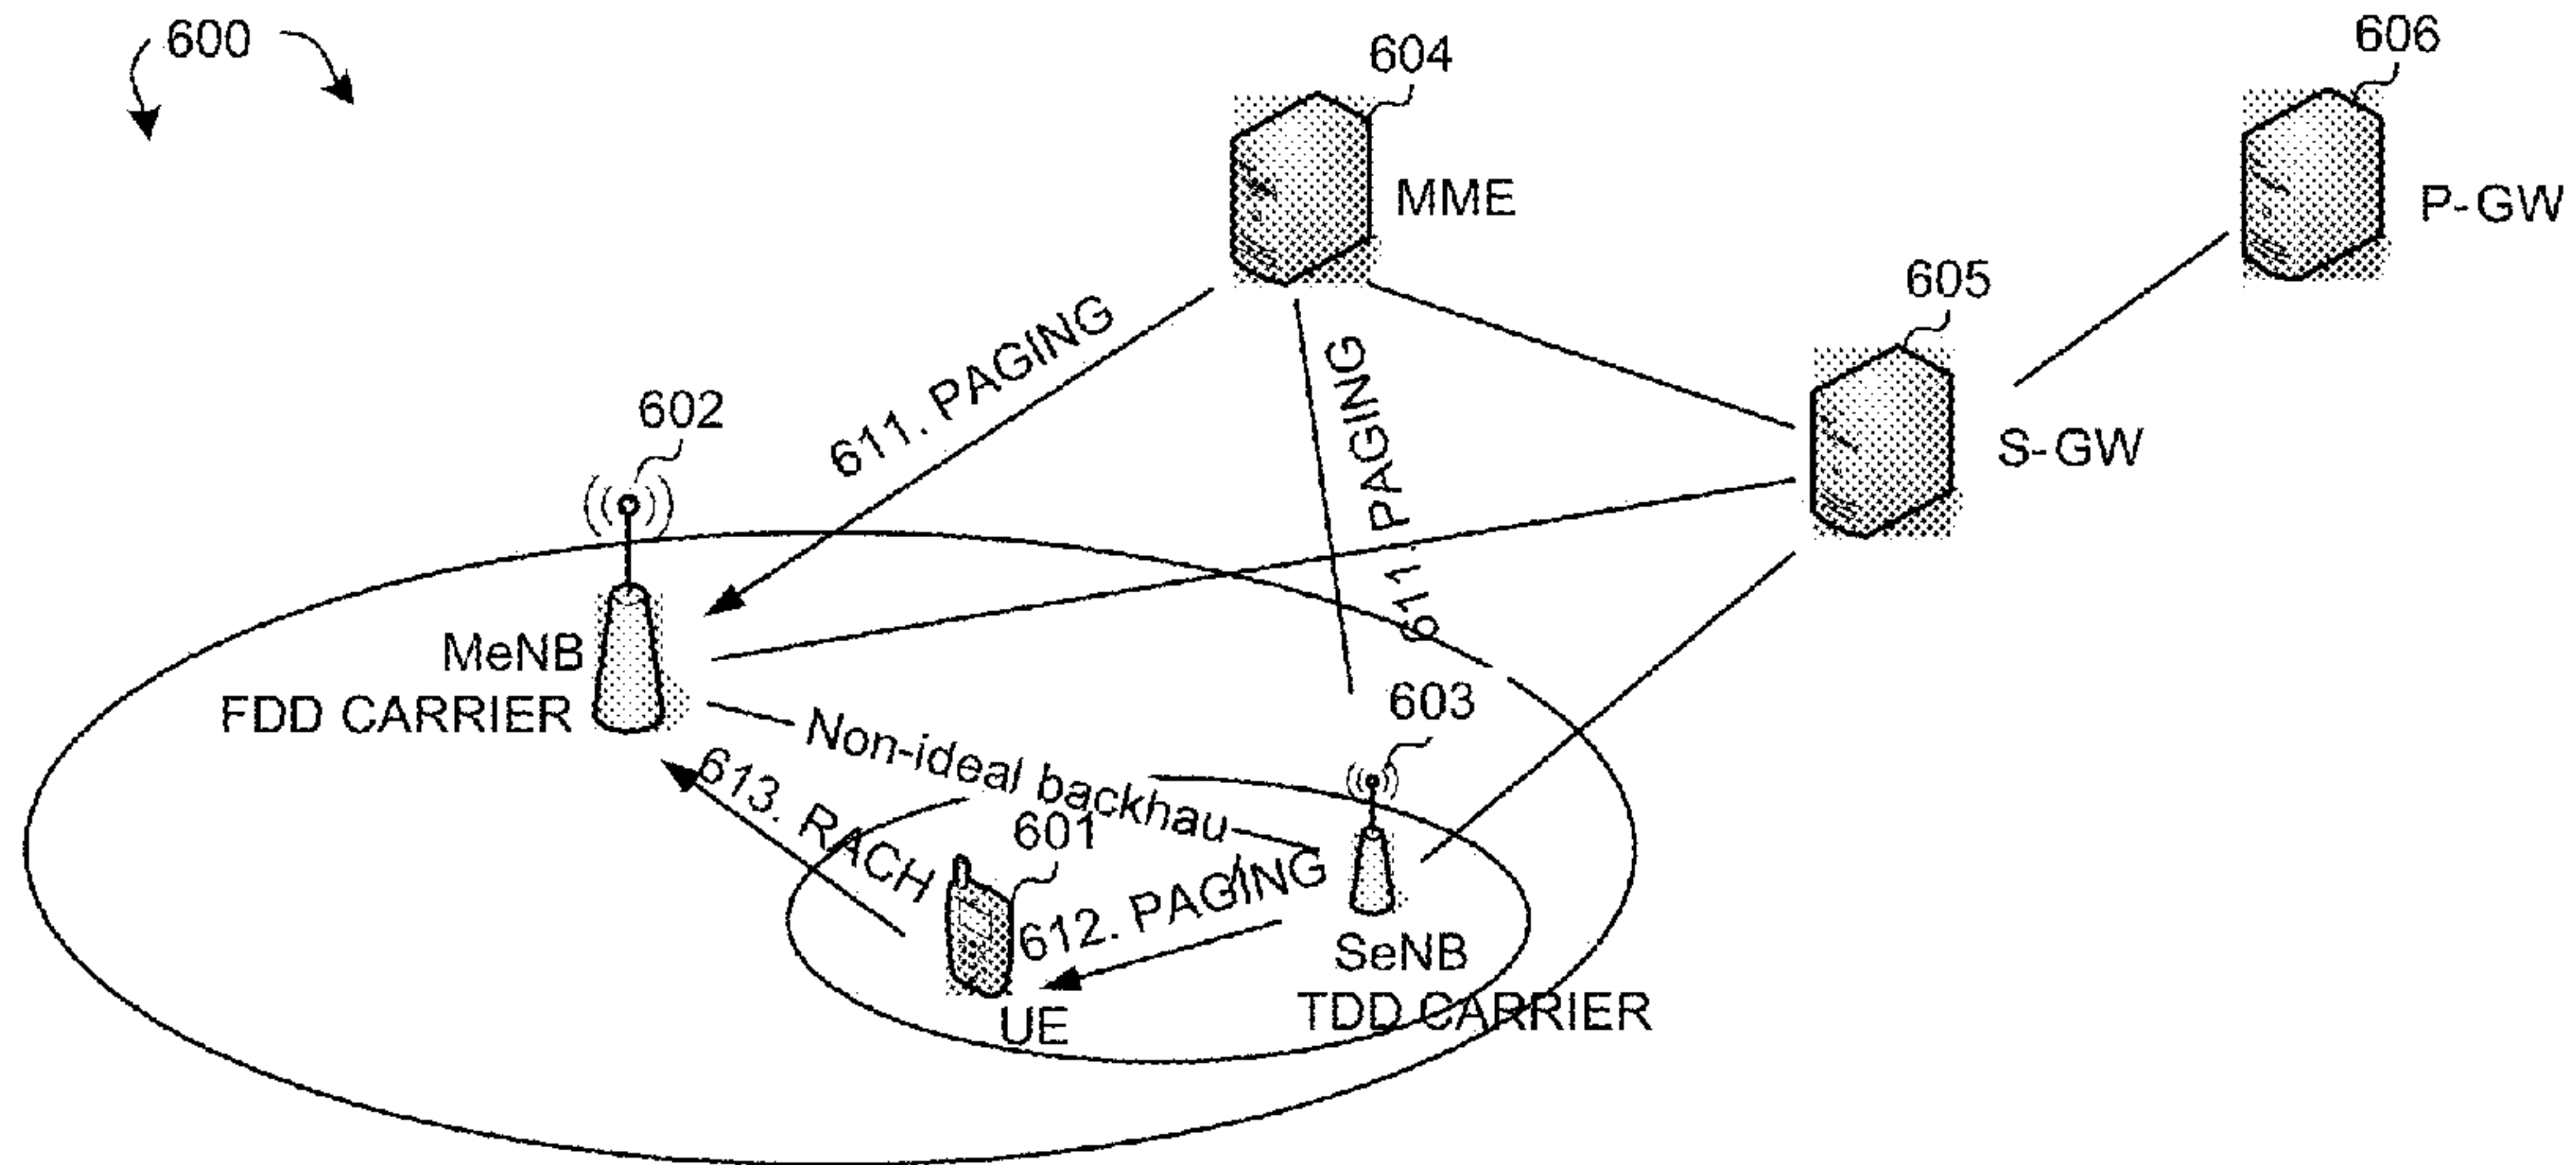 600
604
606
MME
P-GW
605
611. PAGING
611. PAGING
602
S-GW
MeNB
FDD CARRIER
603
Non-ideal backhau
613. RACH
601
612. PAGING
SeNB
TDD CARRIER
UE